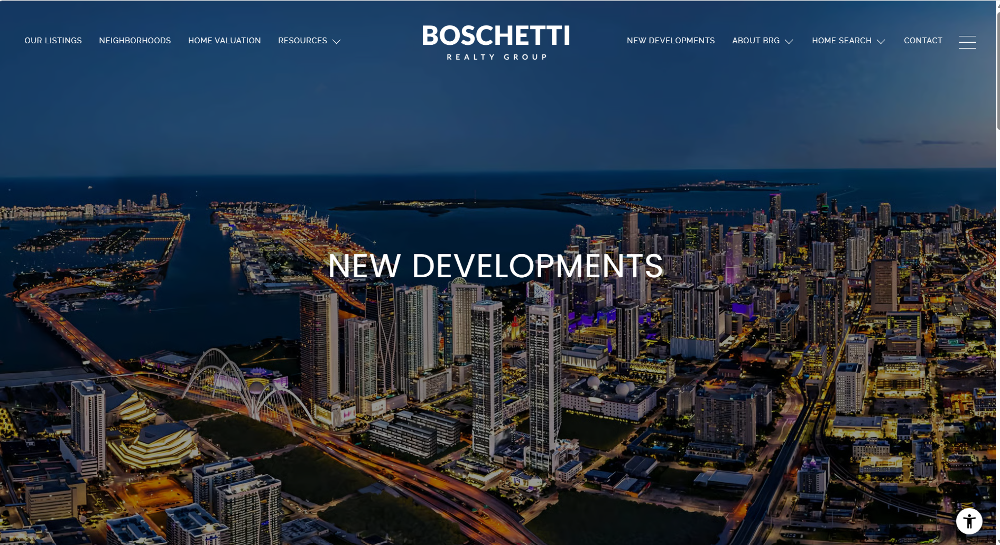 OUR LISTINGS
NEIGHBORHOODS
HOME VALUATION
RESOURCES
BOSCHETTI
REALTY GROUP
NEW DEVELOPMENTS
ABOUT BRG
HOME SEARCH
CONTACT
NEW DEVELOPMENTS